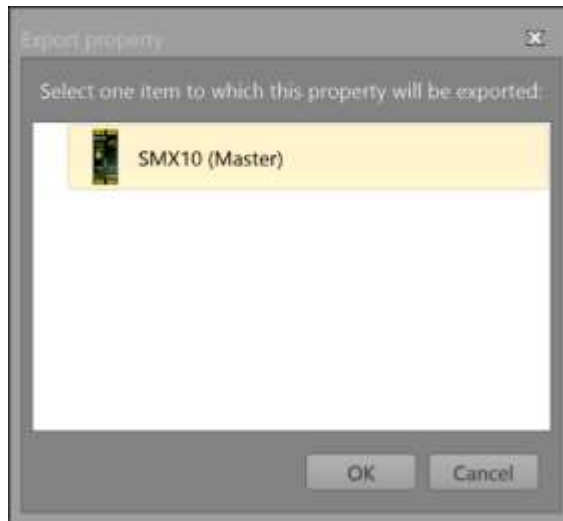 Export property
Select one item to which this property will be exported:
SMX10 (Master)
OK
Cancel